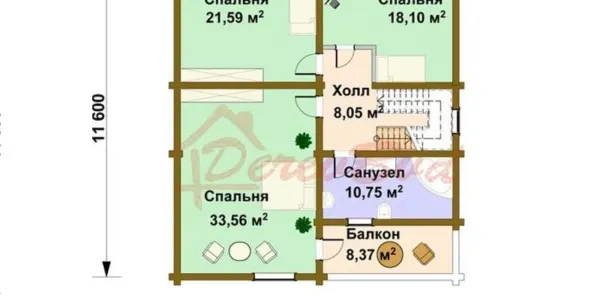 Спальня
21,59 м²
Спальня
18,10 м²
Холл
8,05 м²
11 600
Санузел
10,75 м²
Спальня
33,56 м²
Балкон
8,37 м²